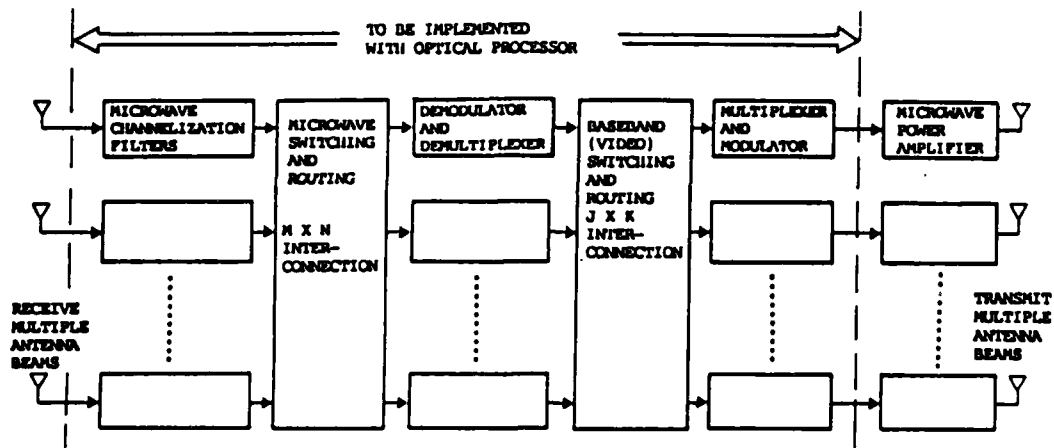 TO BE IMPLEMENTED
WITH OPTICAL PROCESSOR
MICROWAVE
CHANNELIZATION
FILTERS
MICROWAVE
SWITCHING
AND
ROUTING
M X N
INTER-
CONNECTION
DEMODULATOR
AND
DEMULTIPLEXER
BASEBAND
(VIDEO)
SWITCHING
AND
ROUTING
J X K
INTER-
CONNECTION
MULTIPLEXER
AND
MODULATOR
MICROWAVE
POWER
AMPLIFIER
RECEIVE
MULTIPLE
ANTENNA
BEAMS
TRANSMIT
MULTIPLE
ANTENNA
BEAMS